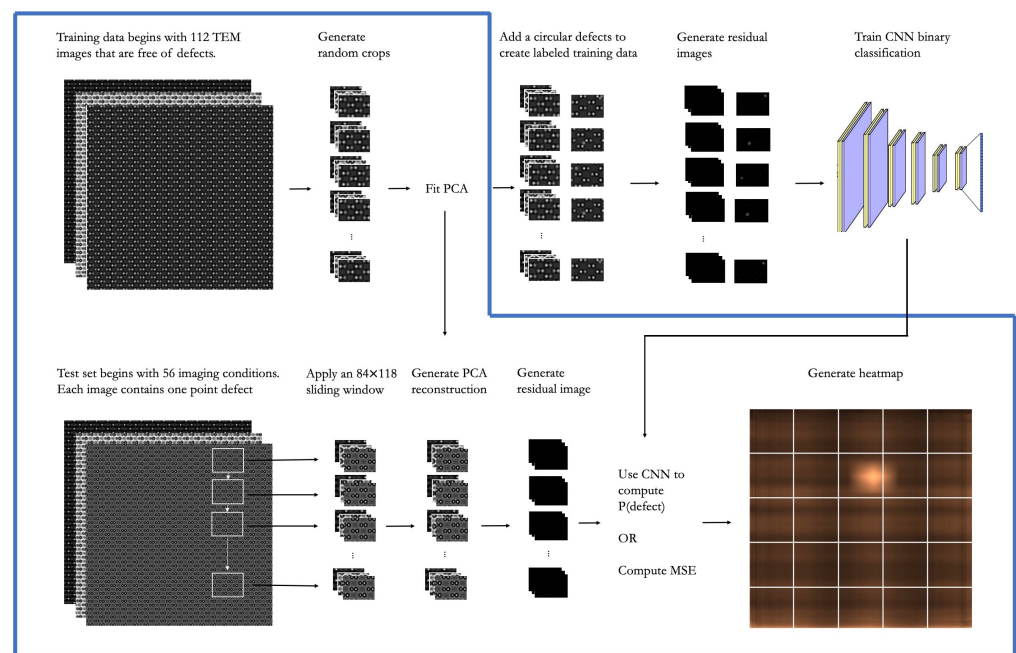 Training data begins with 112 TEM
images that are free of defects.
Generate
random crops
Fit PCA
Add a circular defects to
create labeled training data
Generate residual
images
Train CNN binary
classification
Test set begins with 56 imaging conditions.
Each image contains one point defect
Apply an 84×118
sliding window
Generate PCA
reconstruction
Generate
residual image
Use CNN to
compute
P(defect)
OR
Compute MSE
Generate heatmap